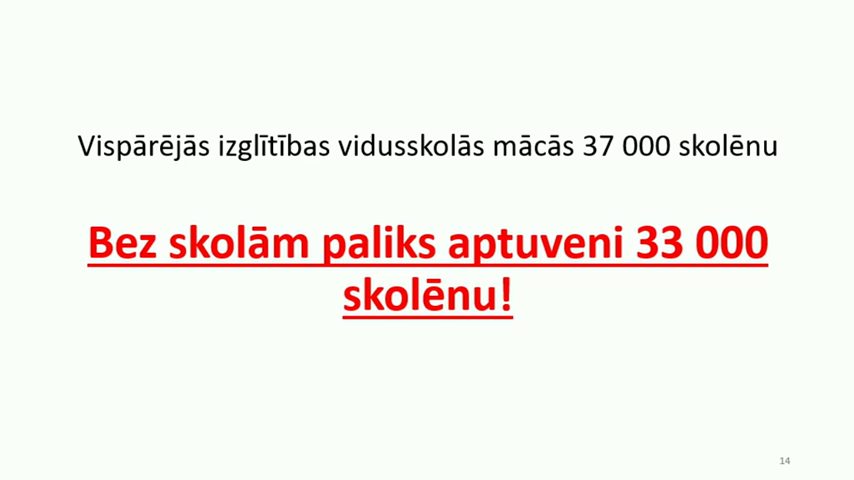 Vispārējās izglītības vidusskolās mācās 37 000 skolēnu
Bez skolām paliks aptuveni 33 000
skolēnu!
14